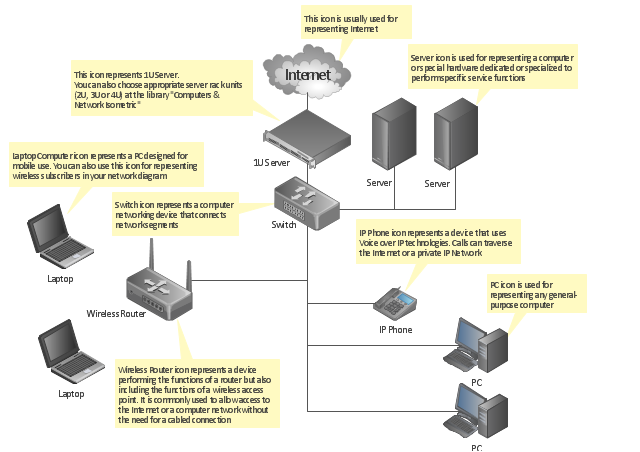 This icon is usually used for
representing Internet
Internet
Server icon is used for representing a computer
or special hardware dedicated or specialized to
perform specific service functions
This icon represents 1U Server.
You can also choose appropriate server rack units
(2U, 3U or 4U) at the library "Computers &
Network Isometric"
1U Server
Server
Server
Laptop Computer icon represents a PC designed for
mobile use. You can also use this icon for representing
wireless subscribers in your network diagram
Switch icon represents a computer
networking device that connects
network segments
Switch
IP Phone icon represents a device that uses
Voice over IP technologies. Calls can traverse
the Internet or a private IP Network
Laptop
PC icon is used for
representing any general-
purpose computer
Wireless Router
IP Phone
Wireless Router icon represents a device
performing the functions of a router but also
including the functions of a wireless access
point. It is commonly used to allow access to
the Internet or a computer network without
the need for a cabled connection
Laptop
PC
PC